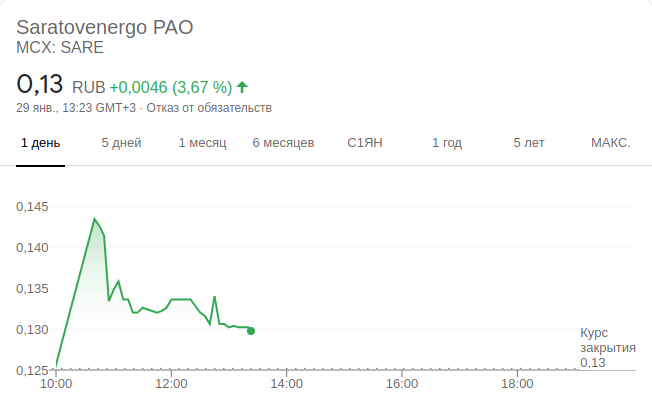 Saratovenergo PAO
MCX: SARE
0,13 RUB +0,0046 (3,67 %)
29 янв., 13:23 GMT+3 · Отказ от обязательств
1 день 5 дней 1 месяц 6 месяцев С1ЯН 1 год 5 лет МАКС.
0,145
0,140
0,135
0,130
Курс
закрытия
0,13
0,125
10:00 12:00 14:00 16:00 18:00